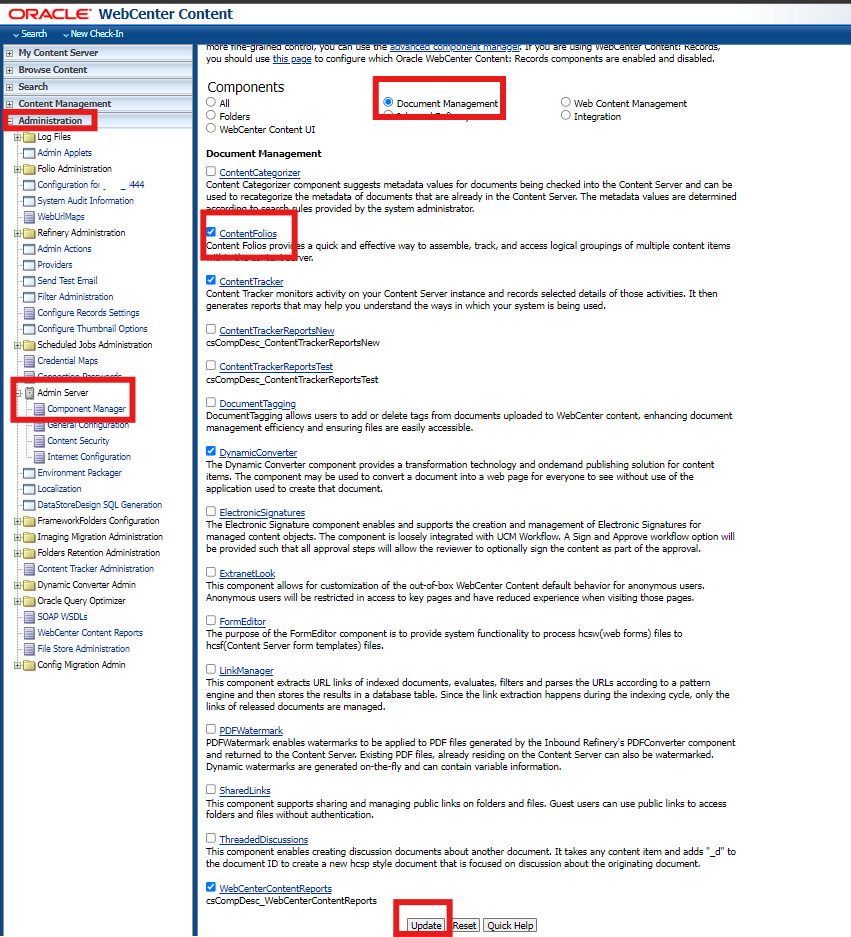 ORACLE WebCenter Content
Search New Check-In
My Content Server
Browse Content
Search
Content Management
Administration
Log Files
Admin Applets
Folio Administration
Configuration for _ 444
System Audit Information
WebUrlMaps
Refinery Administration
Admin Actions
Providers
Send Test Email
Filter Administration
Configure Records Settings
Configure Thumbnail Options
Scheduled Jobs Administration
Credential Maps
Connection Passwords
Admin Server
Component Manager
General Configuration
Content Security
Internet Configuration
Environment Packager
Localization
DataStoreDesign SQL Generation
FrameworkFolders Configuration
Imaging Migration Administration
Folders Retention Administration
Content Tracker Administration
Dynamic Converter Admin
Oracle Query Optimizer
SOAP WSDLs
WebCenter Content Reports
File Store Administration
Config Migration Admin
more fine-grained control, you can use the advanced component manager. If you are using WebCenter Content: Records,
you should use this page to configure which Oracle WebCenter Content: Records components are enabled and disabled.
Components
All Document Management Web Content Management
Folders Integration
WebCenter Content UI
Document Management
ContentCategorizer
Content Categorizer component suggests metadata values for documents being checked into the Content Server and can be
used to recategorize the metadata of documents that are already in the Content Server. The metadata values are determined
according to search rules provided by the system administrator.
ContentFolios
Content Folios provides a quick and effective way to assemble, track, and access logical groupings of multiple content items
within the content server.
ContentTracker
Content Tracker monitors activity on your Content Server instance and records selected details of those activities. It then
generates reports that may help you understand the ways in which your system is being used.
ContentTrackerReportsNew
csCompDesc_ContentTrackerReportsNew
ContentTrackerReportsTest
csCompDesc_ContentTrackerReportsTest
DocumentTagging
DocumentTagging allows users to add or delete tags from documents uploaded to WebCenter content, enhancing document
management efficiency and ensuring files are easily accessible.
DynamicConverter
The Dynamic Converter component provides a transformation technology and ondemand publishing solution for content
items. The component may be used to convert a document into a web page for everyone to see without use of the
application used to create that document.
ElectronicSignatures
The Electronic Signature component enables and supports the creation and management of Electronic Signatures for
managed content objects. The component is loosely integrated with UCM Workflow. A Sign and Approve workflow option will
be provided such that all approval steps will allow the reviewer to optionally sign the content as part of the approval.
ExtranetLook
This component allows for customization of the out-of-box WebCenter Content default behavior for anonymous users.
Anonymous users will be restricted in access to key pages and have reduced experience when visiting those pages.
FormEditor
The purpose of the FormEditor component is to provide system functionality to process hcsw(web forms) files to
hcsf(Content Server form templates) files.
LinkManager
This component extracts URL links of indexed documents, evaluates, filters and parses the URLs according to a pattern
engine and then stores the results in a database table. Since the link extraction happens during the indexing cycle, only the
links of released documents are managed.
PDFWatermark
PDFWatermark enables watermarks to be applied to PDF files generated by the Inbound Refinery's PDFConverter component
and returned to the Content Server. Existing PDF files, already residing on the Content Server can also be watermarked.
Dynamic watermarks are generated on-the-fly and can contain variable information.
SharedLinks
This component supports sharing and managing public links on folders and files. Guest users can use public links to access
folders and files without authentication.
ThreadedDiscussions
This component enables creating discussion documents about another document. It takes any content item and adds "_d" to
the document ID to create a new hcsp style document that is focused on discussion about the originating document.
WebCenterContentReports
csCompDesc_WebCenterContentReports
Update Reset Quick Help